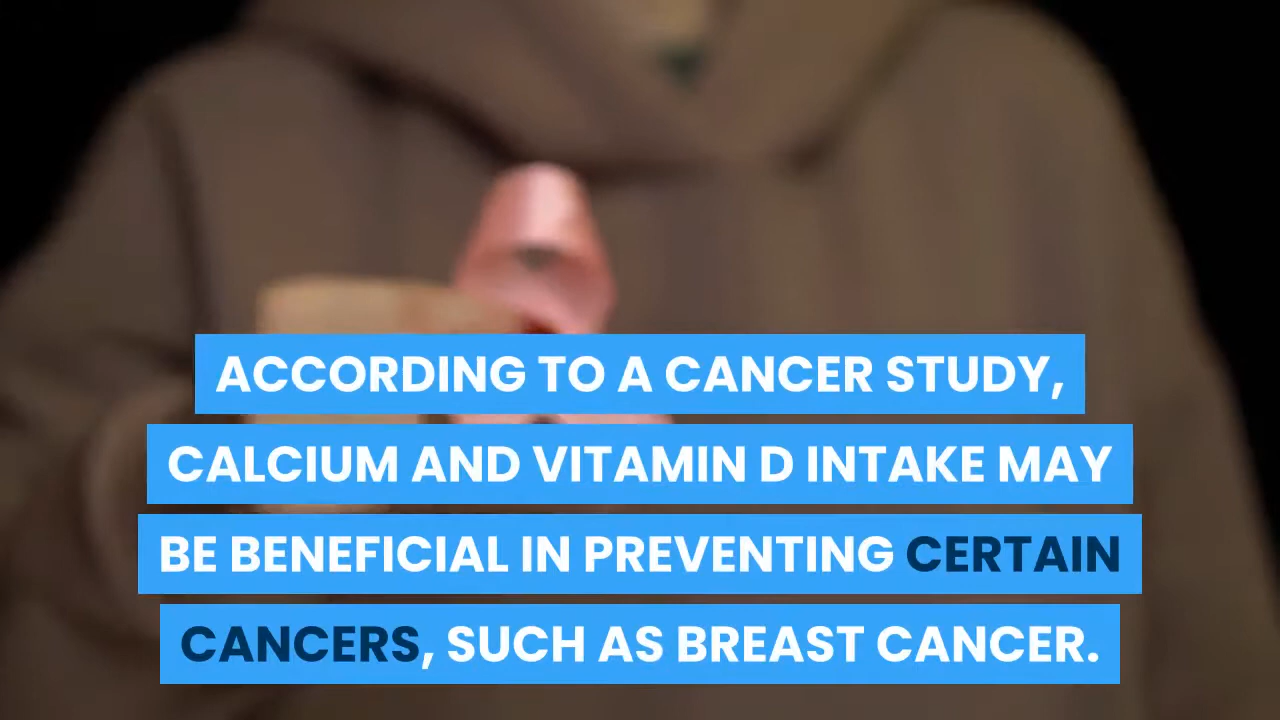 ACCORDING TO A CANCER STUDY,
CALCIUM AND VITAMIN D INTAKE MAY
BE BENEFICIAL IN PREVENTING CERTAIN
CANCERS, SUCH AS BREAST CANCER.